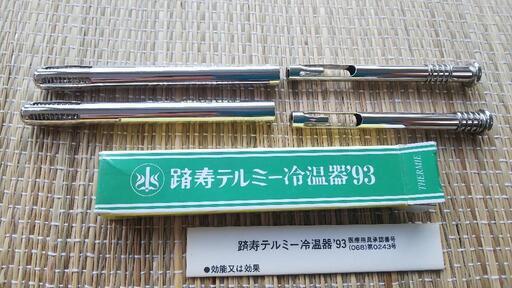 躋寿テルミー冷温器'93
THERMIE
躋寿テルミー冷温器'93
医療用具承認番号
(06B)第0243号
●効能又は効果